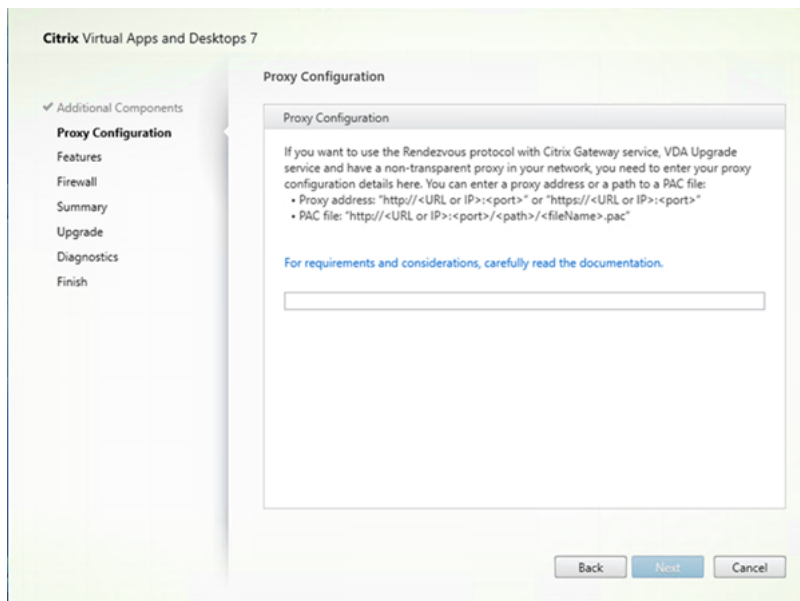 Citrix Virtual Apps and Desktops 7
Proxy Configuration
✔ Additional Components
Proxy Configuration
Features
Firewall
Summary
Upgrade
Diagnostics
Finish
Proxy Configuration
If you want to use the Rendezvous protocol with Citrix Gateway service, VDA Upgrade
service and have a non-transparent proxy in your network, you need to enter your proxy
configuration details here. You can enter a proxy address or a path to a PAC file:
• Proxy address: "http://<URL or IP>:<port>" or "https://<URL or IP>:<port>"
• PAC file: "http://<URL or IP>:<port>/<path>/<fileName>.pac"
For requirements and considerations, carefully read the documentation.
Back
Next
Cancel